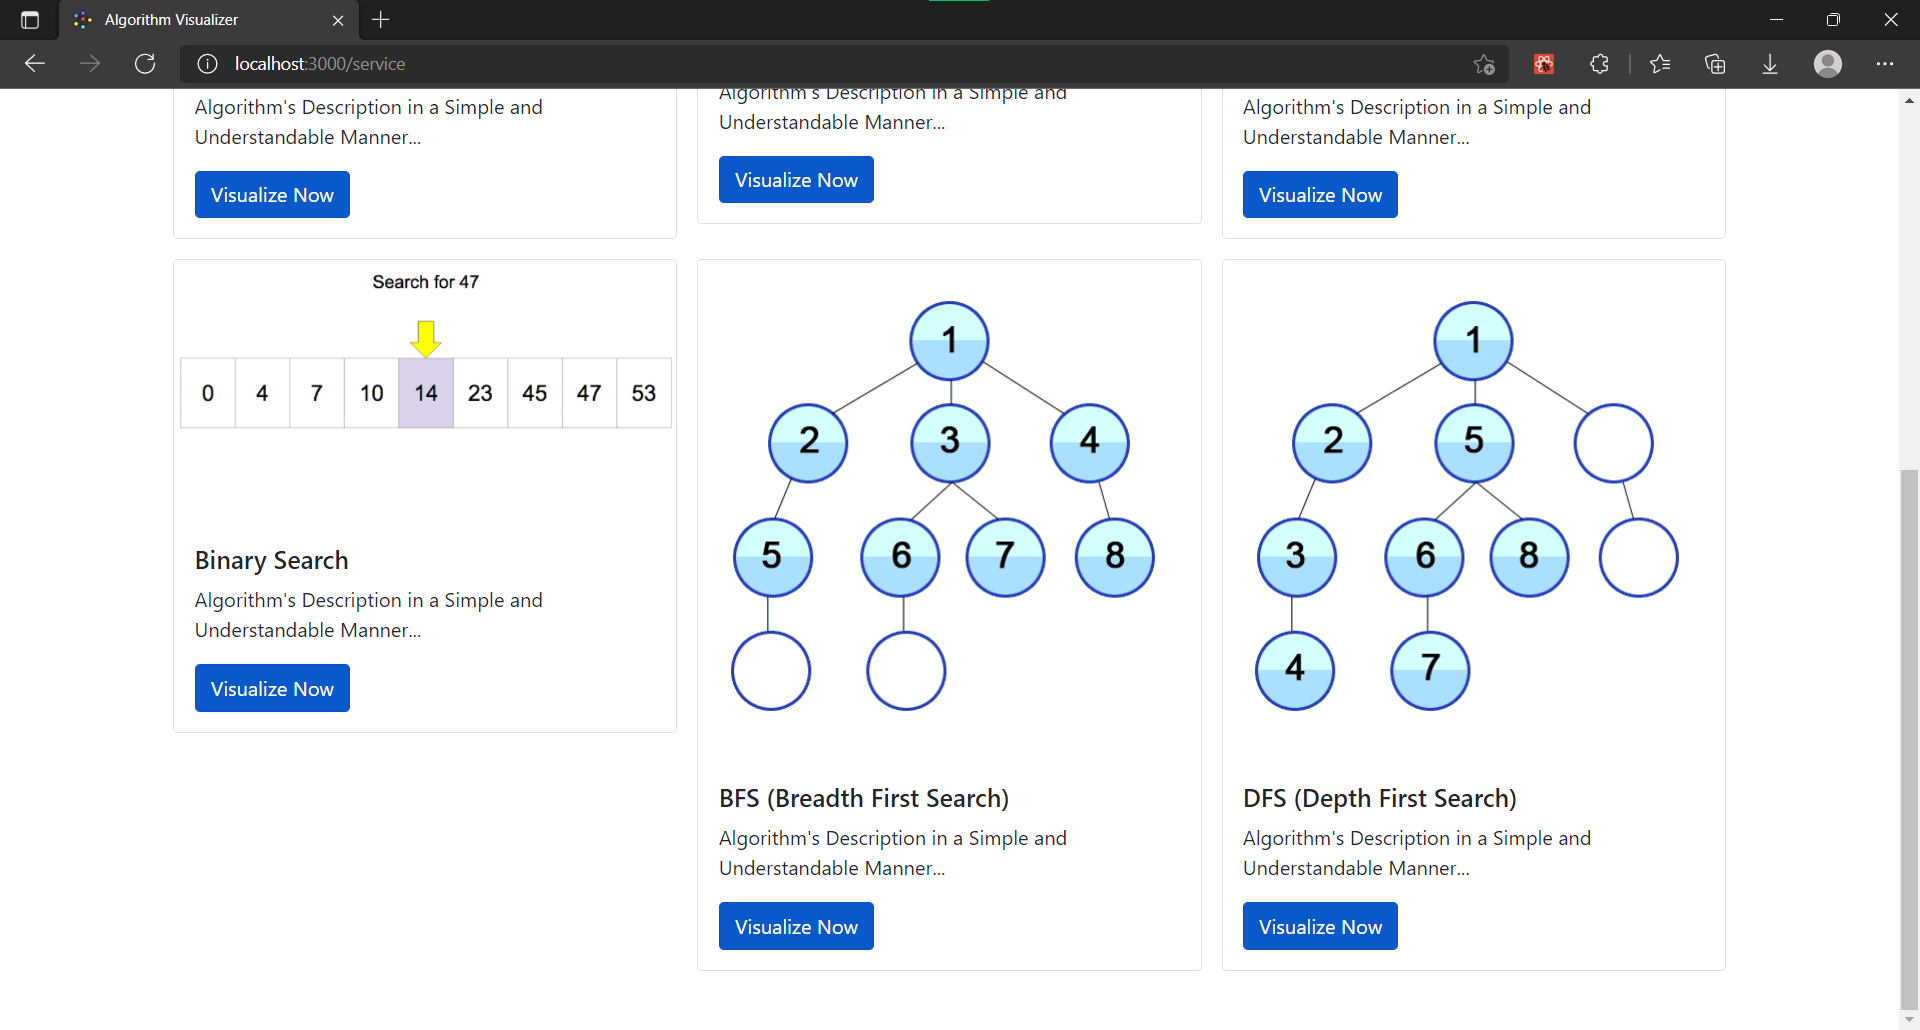 Algorithm Visualizer
localhost:3000/service
Algorithm's Description in a Simple and
Understandable Manner...
Visualize Now
Algorithm's Description in a Simple and
Understandable Manner...
Visualize Now
Algorithm's Description in a Simple and
Understandable Manner...
Visualize Now
Search for 47
0 4 7 10 14 23 45 47 53
Binary Search
Algorithm's Description in a Simple and
Understandable Manner...
Visualize Now
1
2 3 4
5 6 7 8
BFS (Breadth First Search)
Algorithm's Description in a Simple and
Understandable Manner...
Visualize Now
1
2 5
3 6 8
4 7
DFS (Depth First Search)
Algorithm's Description in a Simple and
Understandable Manner...
Visualize Now